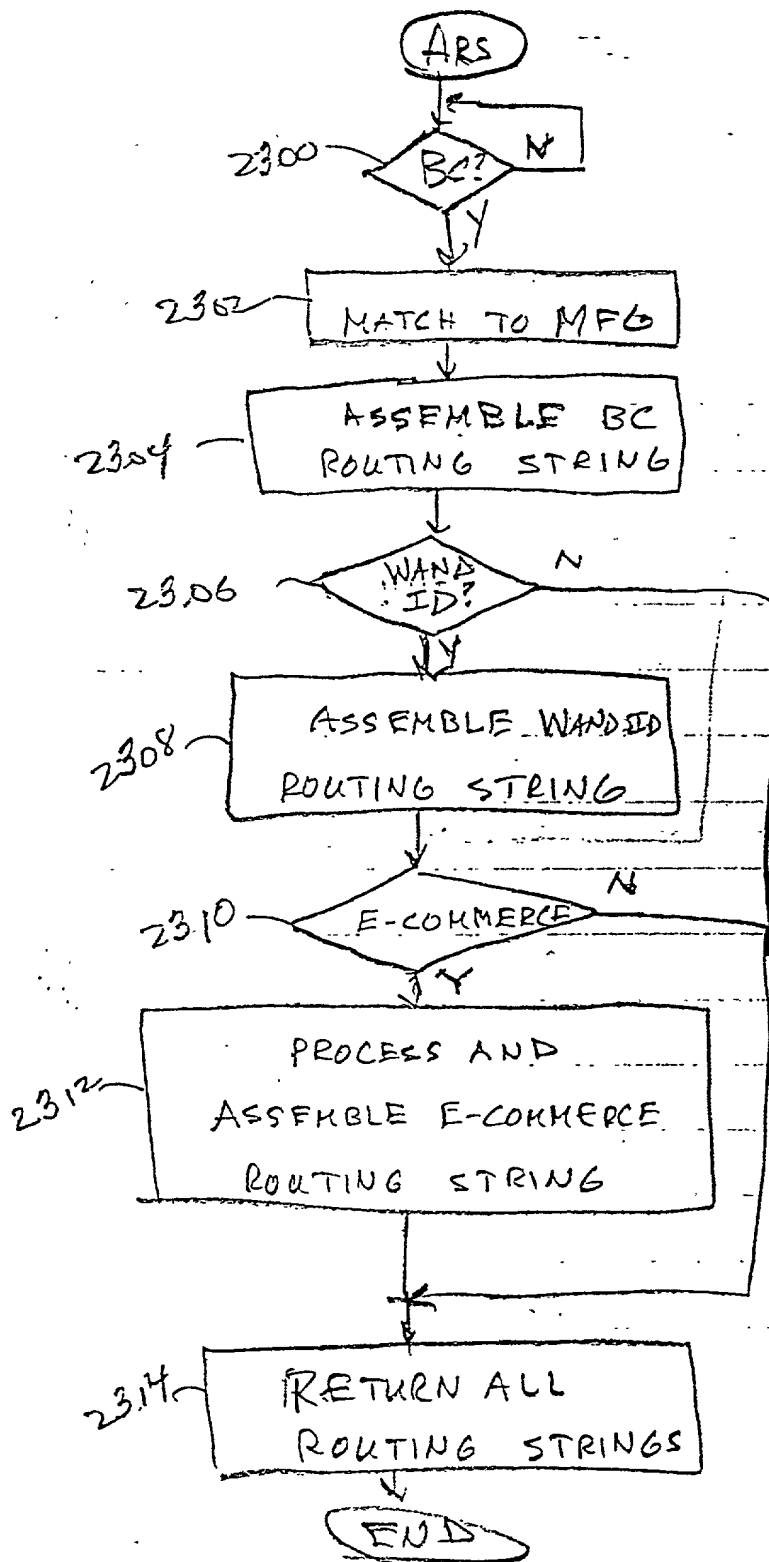 ARS
2300
BC?
N
Y
2302
MATCH TO MFG
2304
ASSEMBLE BC
ROUTING STRING
2306
WAND
ID?
N
Y
2308
ASSEMBLE WAND ID
ROUTING STRING
2310
E-COMMERCE
N
Y
2312
PROCESS AND
ASSEMBLE E-COMMERCE
ROUTING STRING
2314
RETURN ALL
ROUTING STRINGS
END